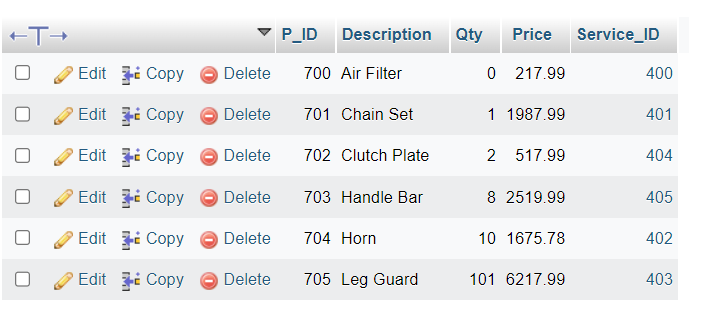 P_ID Description Qty Price Service_ID
Edit Copy Delete 700 Air Filter 0 217.99 400
Edit Copy Delete 701 Chain Set 1 1987.99 401
Edit Copy Delete 702 Clutch Plate 2 517.99 404
Edit Copy Delete 703 Handle Bar 8 2519.99 405
Edit Copy Delete 704 Horn 10 1675.78 402
Edit Copy Delete 705 Leg Guard 101 6217.99 403